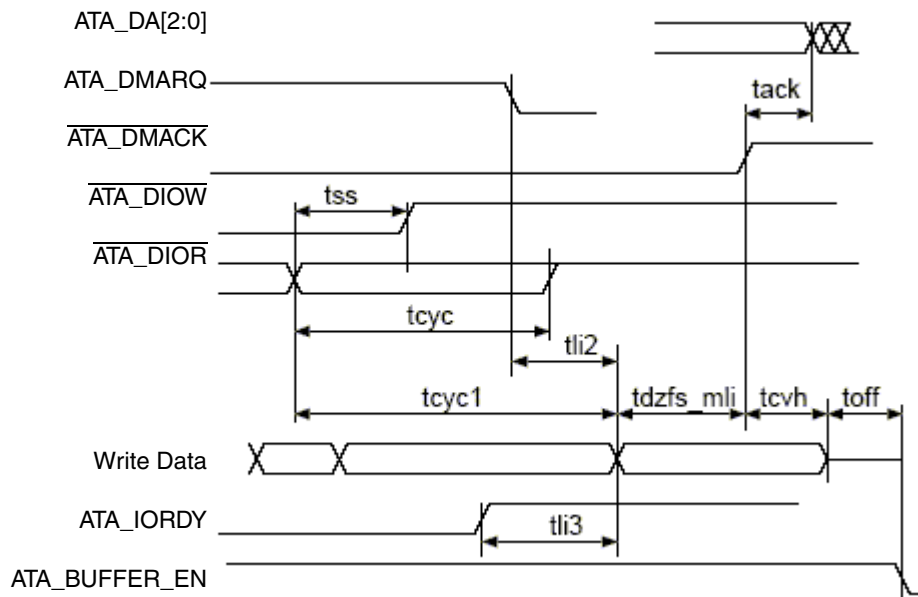 ATA_DA[2:0]
ATA_DMARQ
tack
ATA_DMACK
ATA_DIOW
tss
ATA_DIOR
tcyc
tli2
tcyc1
tdzfs_mli
tcvh
toff
Write Data
ATA_IORDY
tli3
ATA_BUFFER_EN